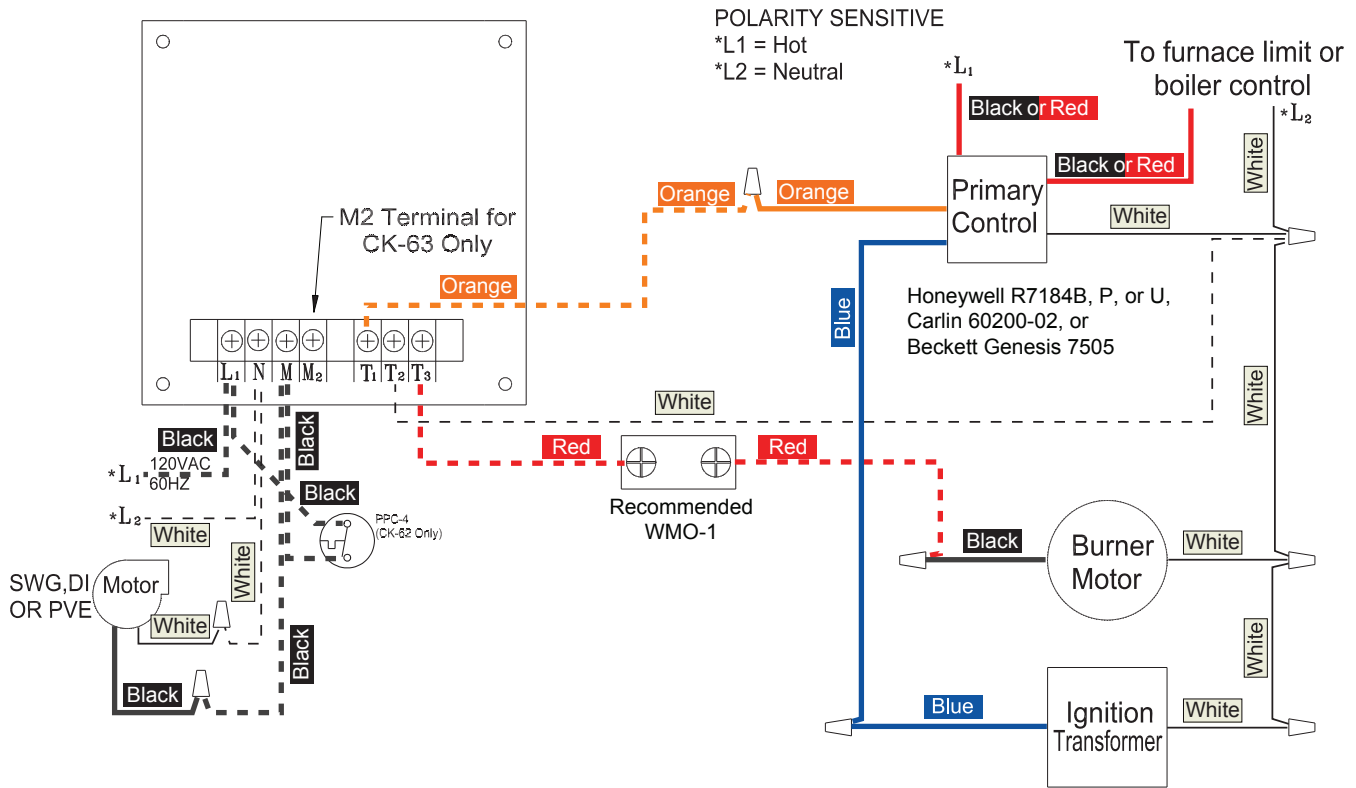 POLARITY SENSITIVE
*L1 = Hot
*L2 = Neutral
*L1
To furnace limit or
boiler control
*L2
Black or Red
Black or Red
White
Orange
Orange
Primary
Control
White
M2 Terminal for
CK-63 Only
Orange
Blue
Honeywell R7184B, P, or U,
Carlin 60200-02, or
Beckett Genesis 7505
L1 N M M2 T1 T2 T3
White
White
Black
Black
Red
Red
*L1
120VAC
60HZ
Black
Recommended
WMO-1
*L2
PPC-4
(CK-62 Only)
White
White
Black
Burner
Motor
White
SWG,DI
OR PVE
Motor
White
Black
White
Black
Blue
Ignition
Transformer
White